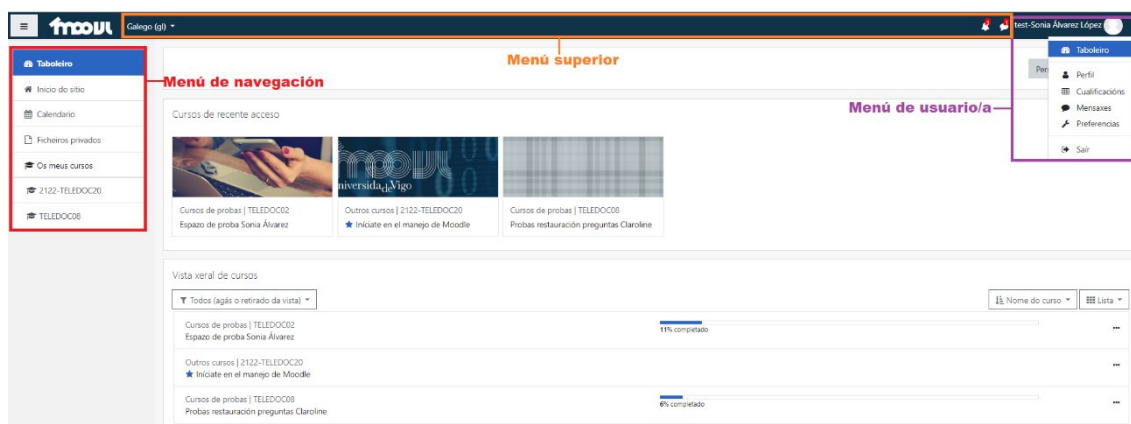 moovi Galego (gl) test-Sonia Álvarez López
Menú superior
Taboleiro
Inicio do sitio
Calendario
Ficheiros privados
Os meus cursos
2122-TELEDOC20
TELEDOC08
Menú de navegación
Menú de usuario/a
Per
Taboleiro
Perfil
Cualificacións
Mensaxes
Preferencias
Saír
Cursos de recente acceso
moovi
Universidade de Vigo
Cursos de probas | TELEDOC02
Espazo de proba Sonia Álvarez
Outros cursos | 2122-TELEDOC20
Iníciate en el manejo de Moodle
Cursos de probas | TELEDOC08
Probas restauración preguntas Claroline
Vista xeral de cursos
Todos (agás o retirado da vista) Nome do curso Lista
Cursos de probas | TELEDOC02
Espazo de proba Sonia Álvarez
11% completado
Outros cursos | 2122-TELEDOC20
Iníciate en el manejo de Moodle
Cursos de probas | TELEDOC08
Probas restauración preguntas Claroline
6% completado